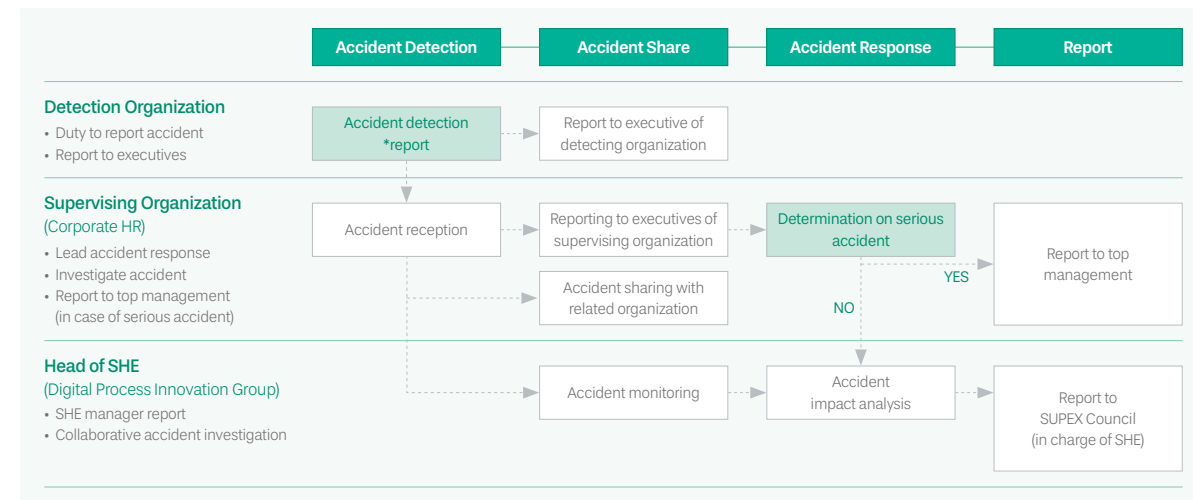 Accident Detection
Accident Share
Accident Response
Report
Detection Organization
• Duty to report accident
• Report to executives
Accident detection
*report
Report to executive of
detecting organization
Supervising Organization
(Corporate HR)
• Lead accident response
• Investigate accident
• Report to top management
(in case of serious accident)
Accident reception
Reporting to executives of
supervising organization
Determination on serious
accident
Report to top
management
Accident sharing with
related organization
YES
NO
Head of SHE
(Digital Process Innovation Group)
• SHE manager report
• Collaborative accident investigation
Accident monitoring
Accident
impact analysis
Report to
SUPEX Council
(in charge of SHE)